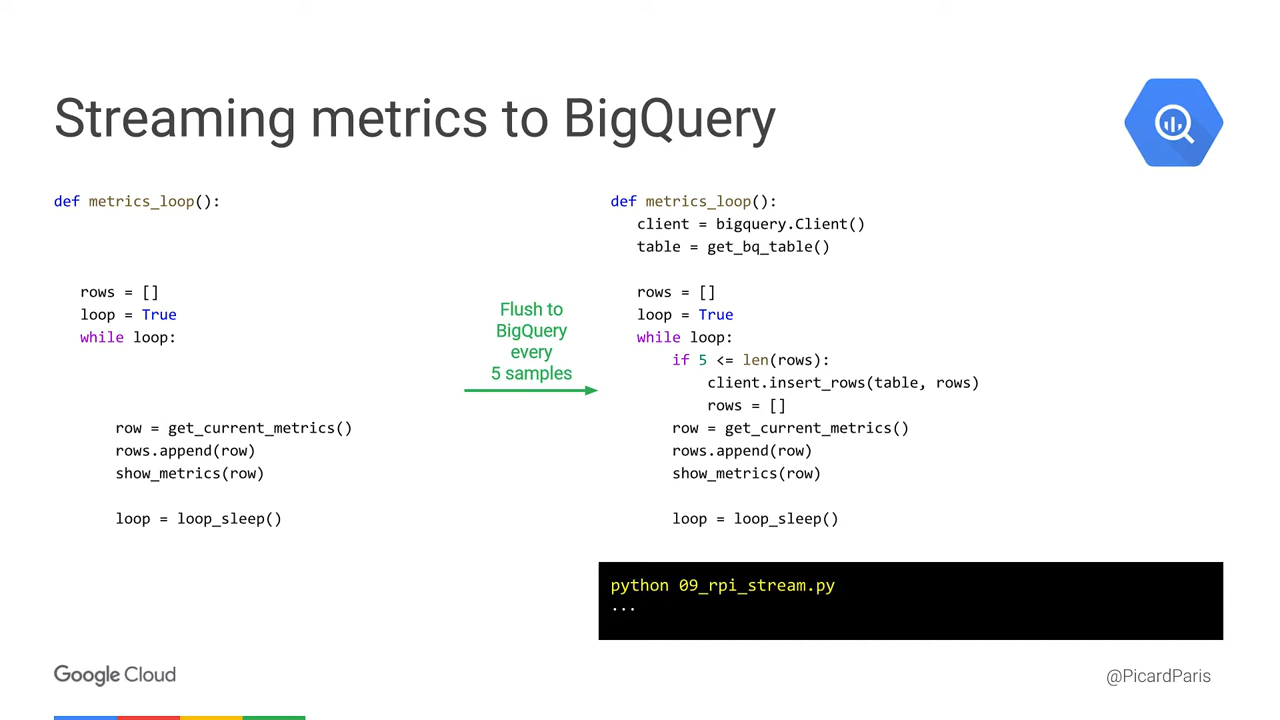 Streaming metrics to BigQuery
def metrics_loop():
rows = []
loop = True
while loop:
row = get_current_metrics()
rows.append(row)
show_metrics(row)
loop = loop_sleep()
Flush to
BigQuery
every
5 samples
def metrics_loop():
client = bigquery.Client()
table = get_bq_table()
rows = []
loop = True
while loop:
if 5 <= len(rows):
client.insert_rows(table, rows)
rows = []
row = get_current_metrics()
rows.append(row)
show_metrics(row)
loop = loop_sleep()
python 09_rpi_stream.py
...
Google Cloud
@PicardParis